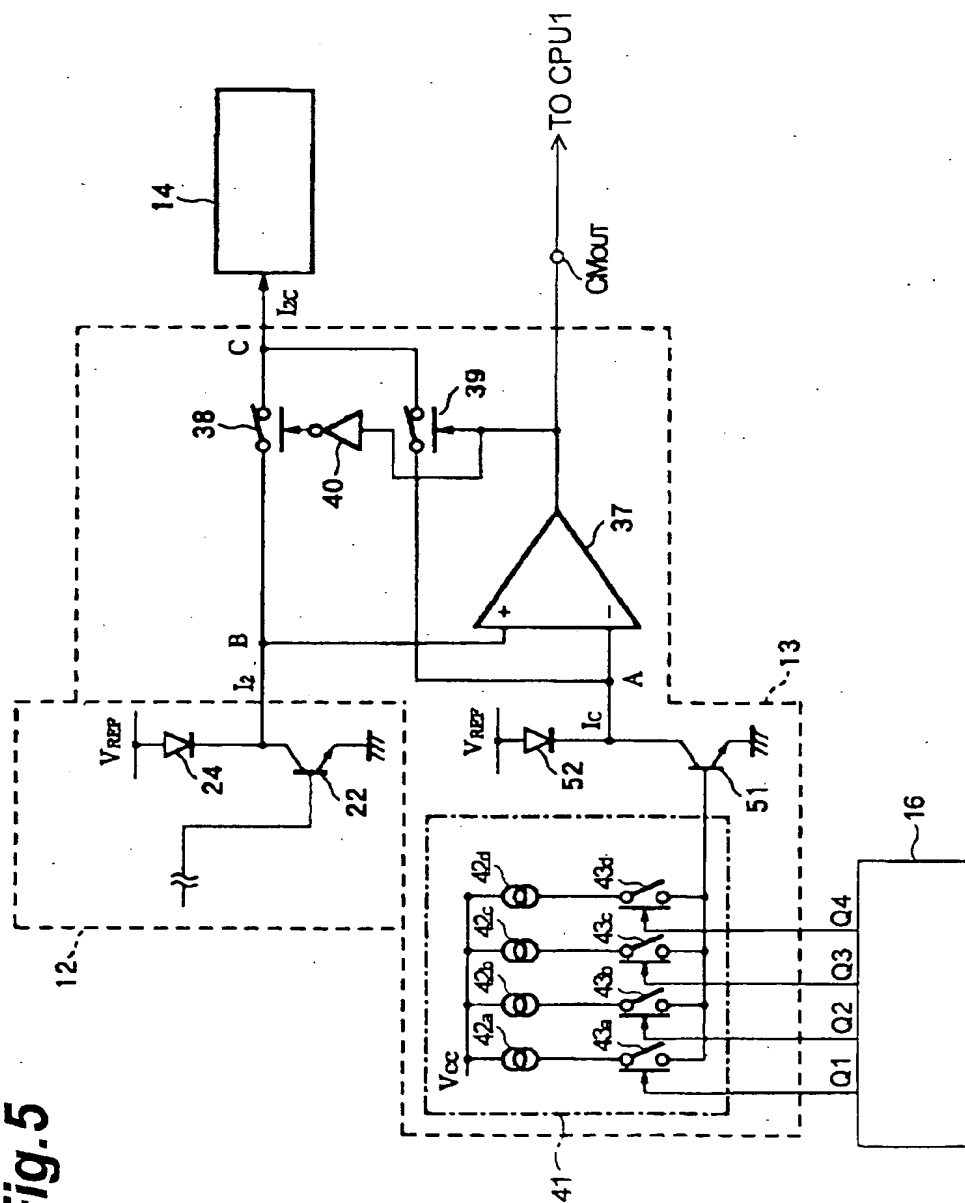 Fig.5
14
I2C
C
38
39
40
TO CPU1
CMOUT
37
+
−
B
I2
A
IC
13
VREF
24
22
12
VREF
52
51
42a
42b
42c
42d
VCC
43a
43b
43c
43d
41
Q1
Q2
Q3
Q4
16